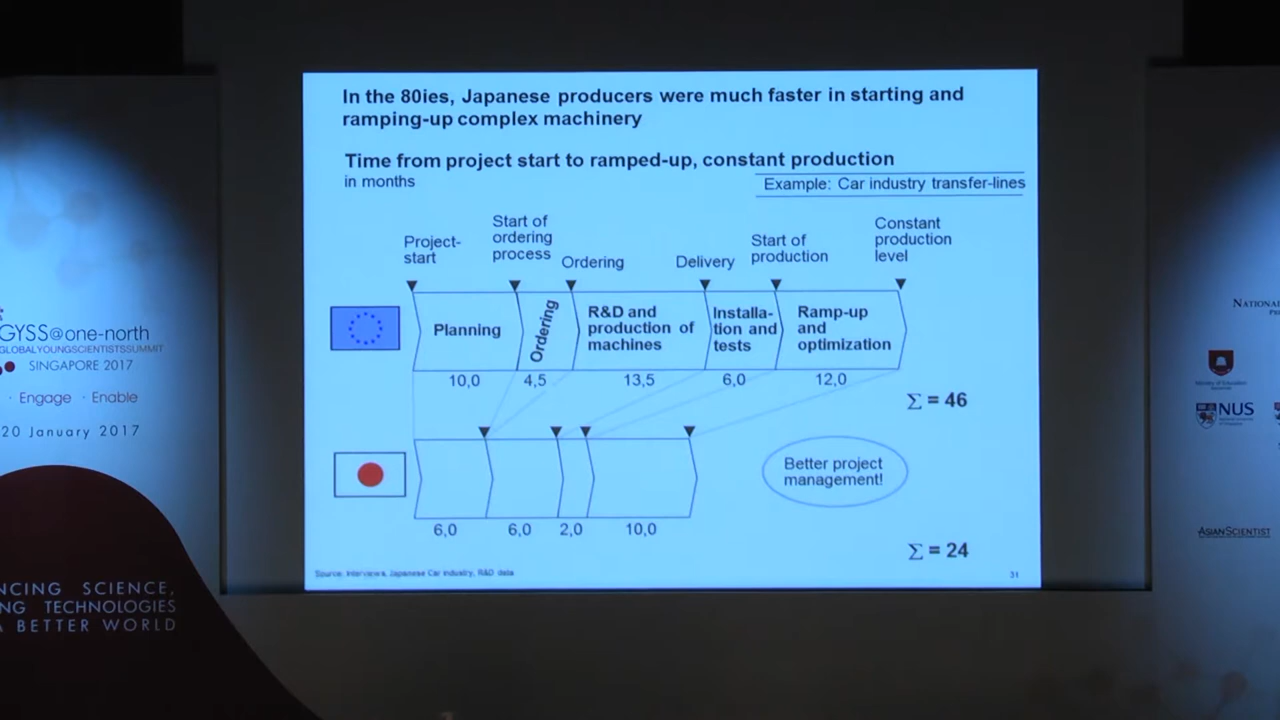 In the 80ies, Japanese producers were much faster in starting and
ramping-up complex machinery
Time from project start to ramped-up, constant production
in months
Example: Car industry transfer-lines
Project-
start
Start of
ordering
process
Ordering
Delivery
Start of
production
Constant
production
level
Planning
Ordering
R&D and
production of
machines
Installa-
tion and
tests
Ramp-up
and
optimization
10,0
4,5
13,5
6,0
12,0
∑ = 46
Better project
management!
6,0
6,0
2,0
10,0
∑ = 24
Source: Interviews, Japanese Car industry, R&D data
31
GYSS@one-north
GLOBALYOUNGSCIENTISTSSUMMIT
SINGAPORE 2017
· Engage · Enable
20 January 2017
NCING SCIENCE,
NG TECHNOLOGIES
A BETTER WORLD
NATIONA
Ministry of Education
NUS
ASIANSCIENTIST